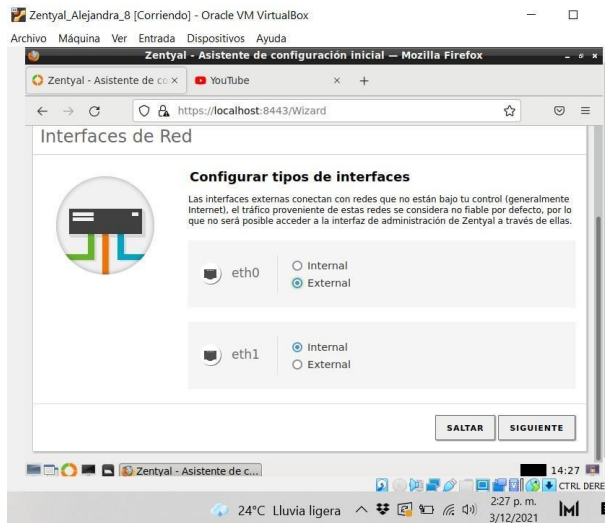 Zentyal_Alejandra_8 [Corriendo] - Oracle VM VirtualBox
Archivo Máquina Ver Entrada Dispositivos Ayuda
Zentyal - Asistente de configuración inicial — Mozilla Firefox
Zentyal - Asistente de co
YouTube
https://localhost:8443/Wizard
Interfaces de Red
Configurar tipos de interfaces
Las interfaces externas conectan con redes que no están bajo tu control (generalmente
Internet), el tráfico proveniente de estas redes se considera no fiable por defecto, por lo
que no será posible acceder a la interfaz de administración de Zentyal a través de ellas.
eth0
Internal
External
eth1
Internal
External
SALTAR
SIGUIENTE
Zentyal - Asistente de c...
14:27
CTRL DERE
24°C Lluvia ligera
2:27 p. m.
3/12/2021